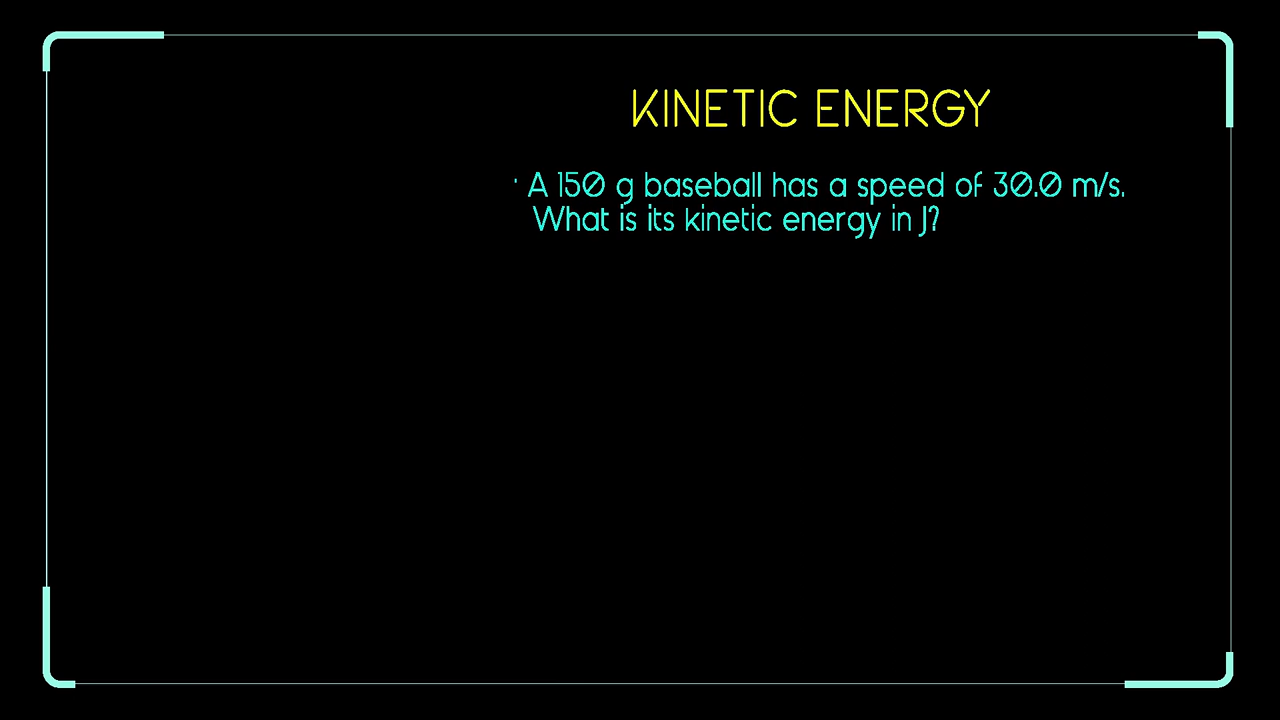 KINETIC ENERGY
· A 150 g baseball has a speed of 30.0 m/s.
What is its kinetic energy in J?